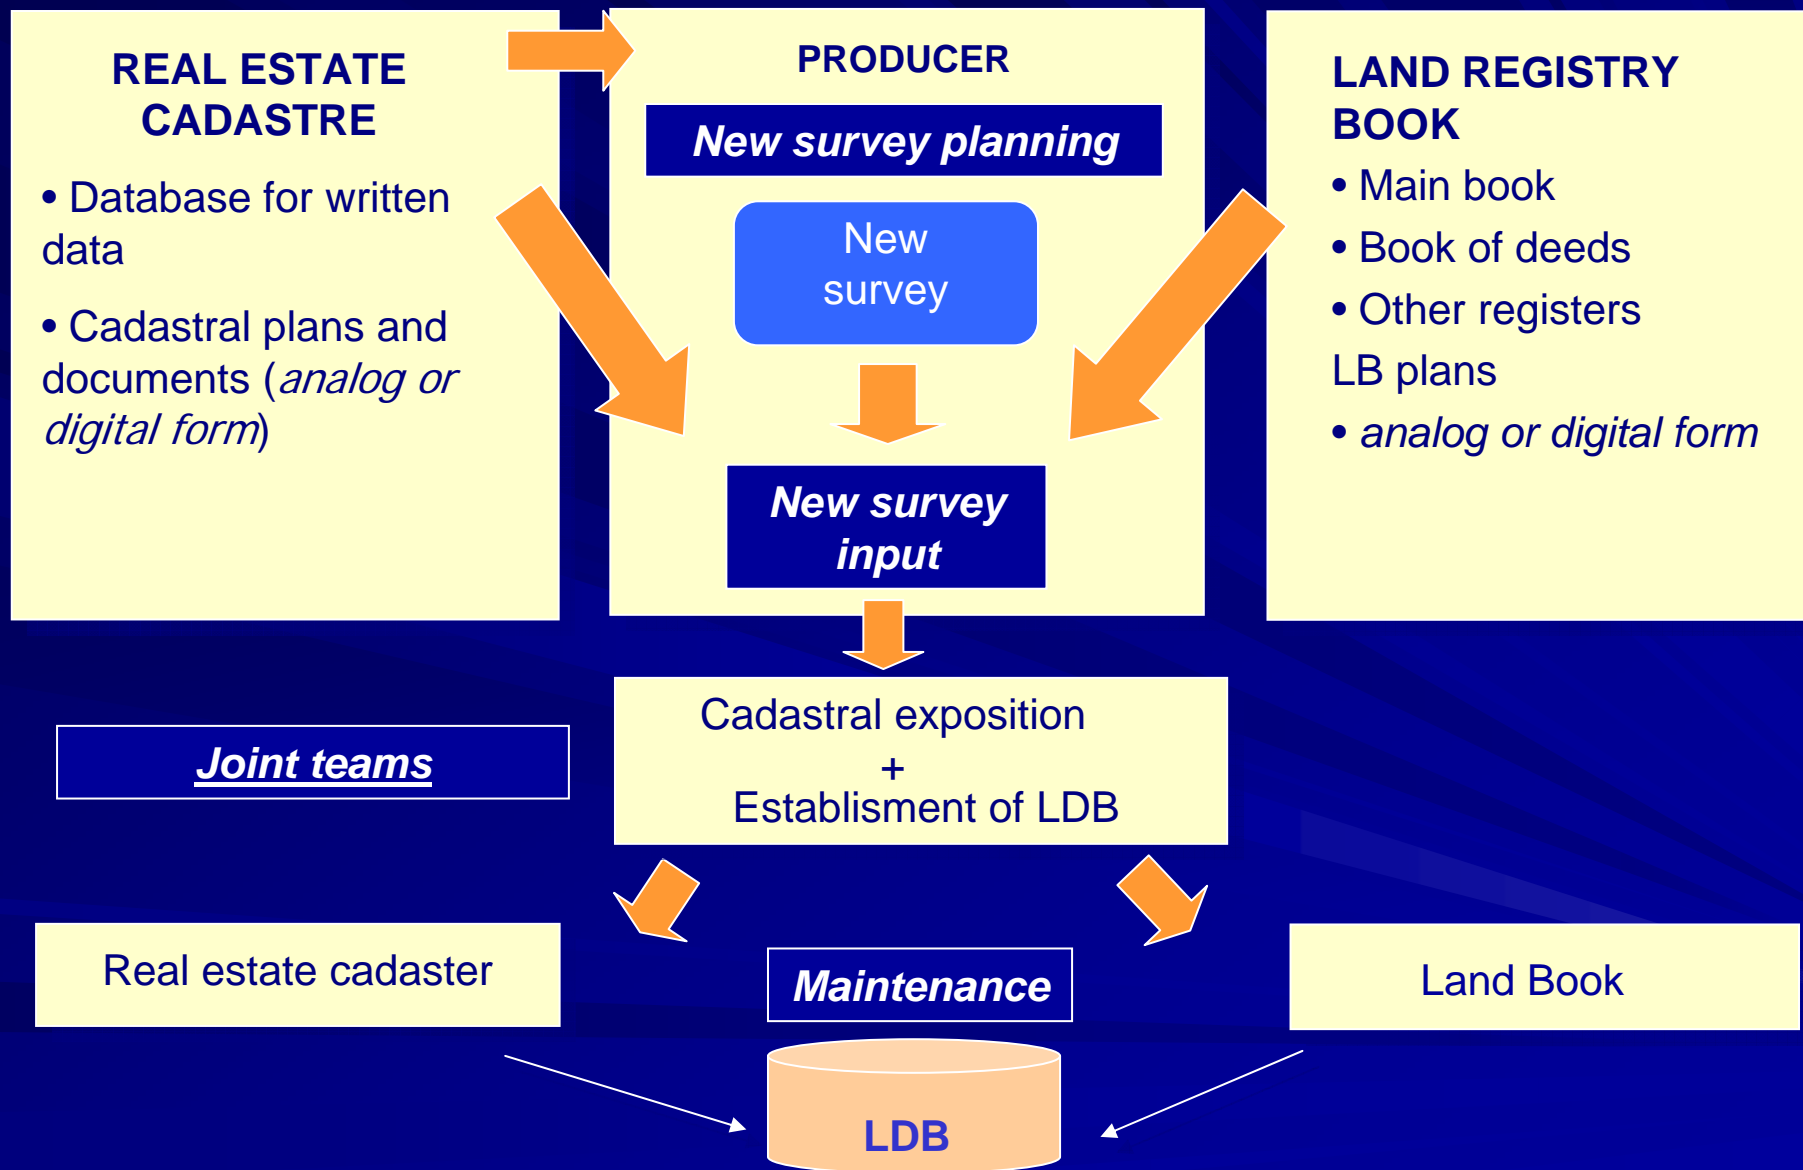 REAL ESTATE
CADASTRE
• Database for written
data
• Cadastral plans and
documents (analog or
digital form)
PRODUCER
New survey planning
New
survey
New survey
input
LAND REGISTRY
BOOK
• Main book
• Book of deeds
• Other registers
LB plans
• analog or digital form
Joint teams
Cadastral exposition
+
Establisment of LDB
Real estate cadaster
Maintenance
Land Book
LDB